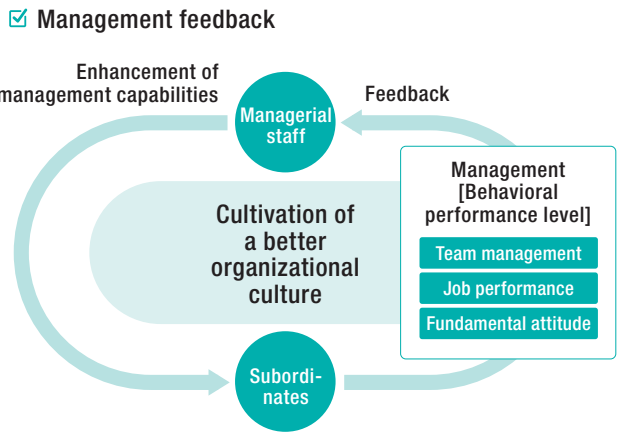 Management feedback
Enhancement of
management capabilities
Managerial
staff
Feedback
Management
[Behavioral
performance level]
Team management
Job performance
Fundamental attitude
Cultivation of
a better
organizational
culture
Subordi-
nates